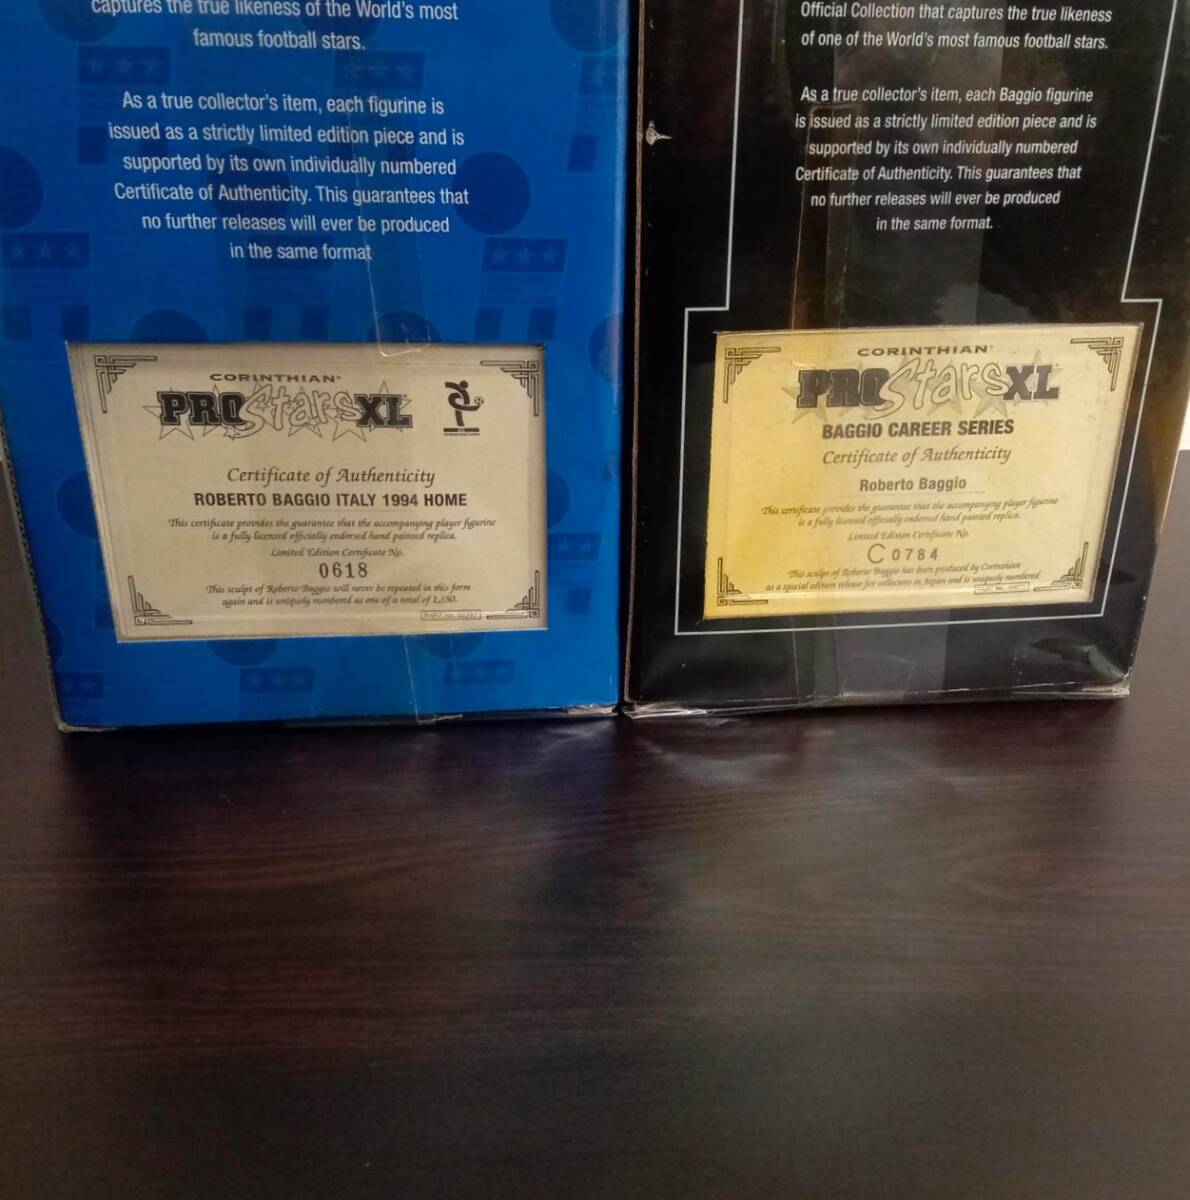 captures the true likeness of the World's most
famous football stars.
As a true collector's item, each figurine is
issued as a strictly limited edition piece and is
supported by its own individually numbered
Certificate of Authenticity. This guarantees that
no further releases will ever be produced
in the same format
CORINTHIAN®
PRO Stars XL
Certificate of Authenticity
ROBERTO BAGGIO ITALY 1994 HOME
This certificate provides the guarantee that the accompanying player figurine
is a fully licensed officially endorsed hand painted replica.
Limited Edition Certificate No.
0618
This sculpt of Roberto Baggio will never be repeated in this form
again and is uniquely numbered as one of a total of
Official Collection that captures the true likeness
of one of the World's most famous football stars.
As a true collector's item, each Baggio figurine
is issued as a strictly limited edition piece and is
supported by its own individually numbered
Certificate of Authenticity. This guarantees that
no further releases will ever be produced
in the same format.
CORINTHIAN®
PRO Stars XL
BAGGIO CAREER SERIES
Certificate of Authenticity
Roberto Baggio
This certificate provides the guarantee that the accompanying player figurine
is a fully licensed officially endorsed hand painted replica.
Limited Edition Certificate No.
C 0784
This sculpt of Roberto Baggio has been produced by Corinthian
as a special edition release for collectors in Japan and is uniquely numbered